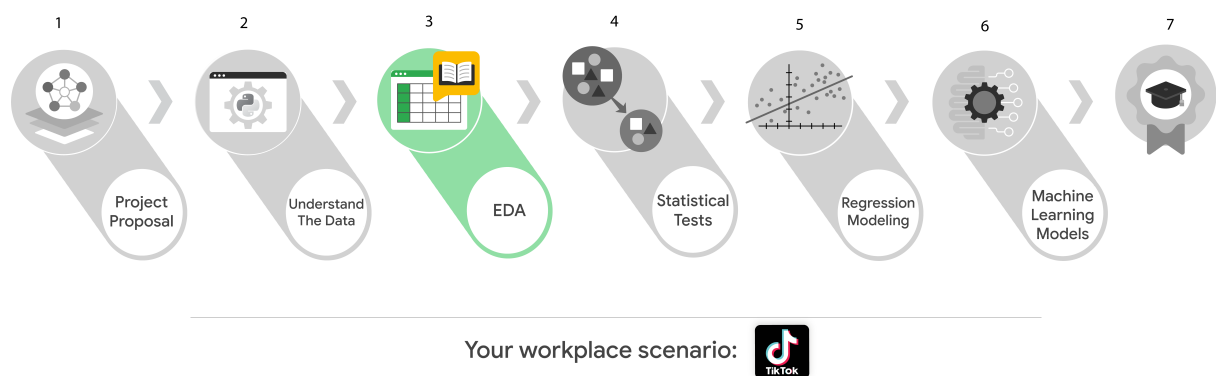 1
2
3
4
5
6
7
Project
Proposal
Understand
The Data
EDA
Statistical
Tests
Regression
Modeling
Machine
Learning
Models
Your workplace scenario:
TikTok